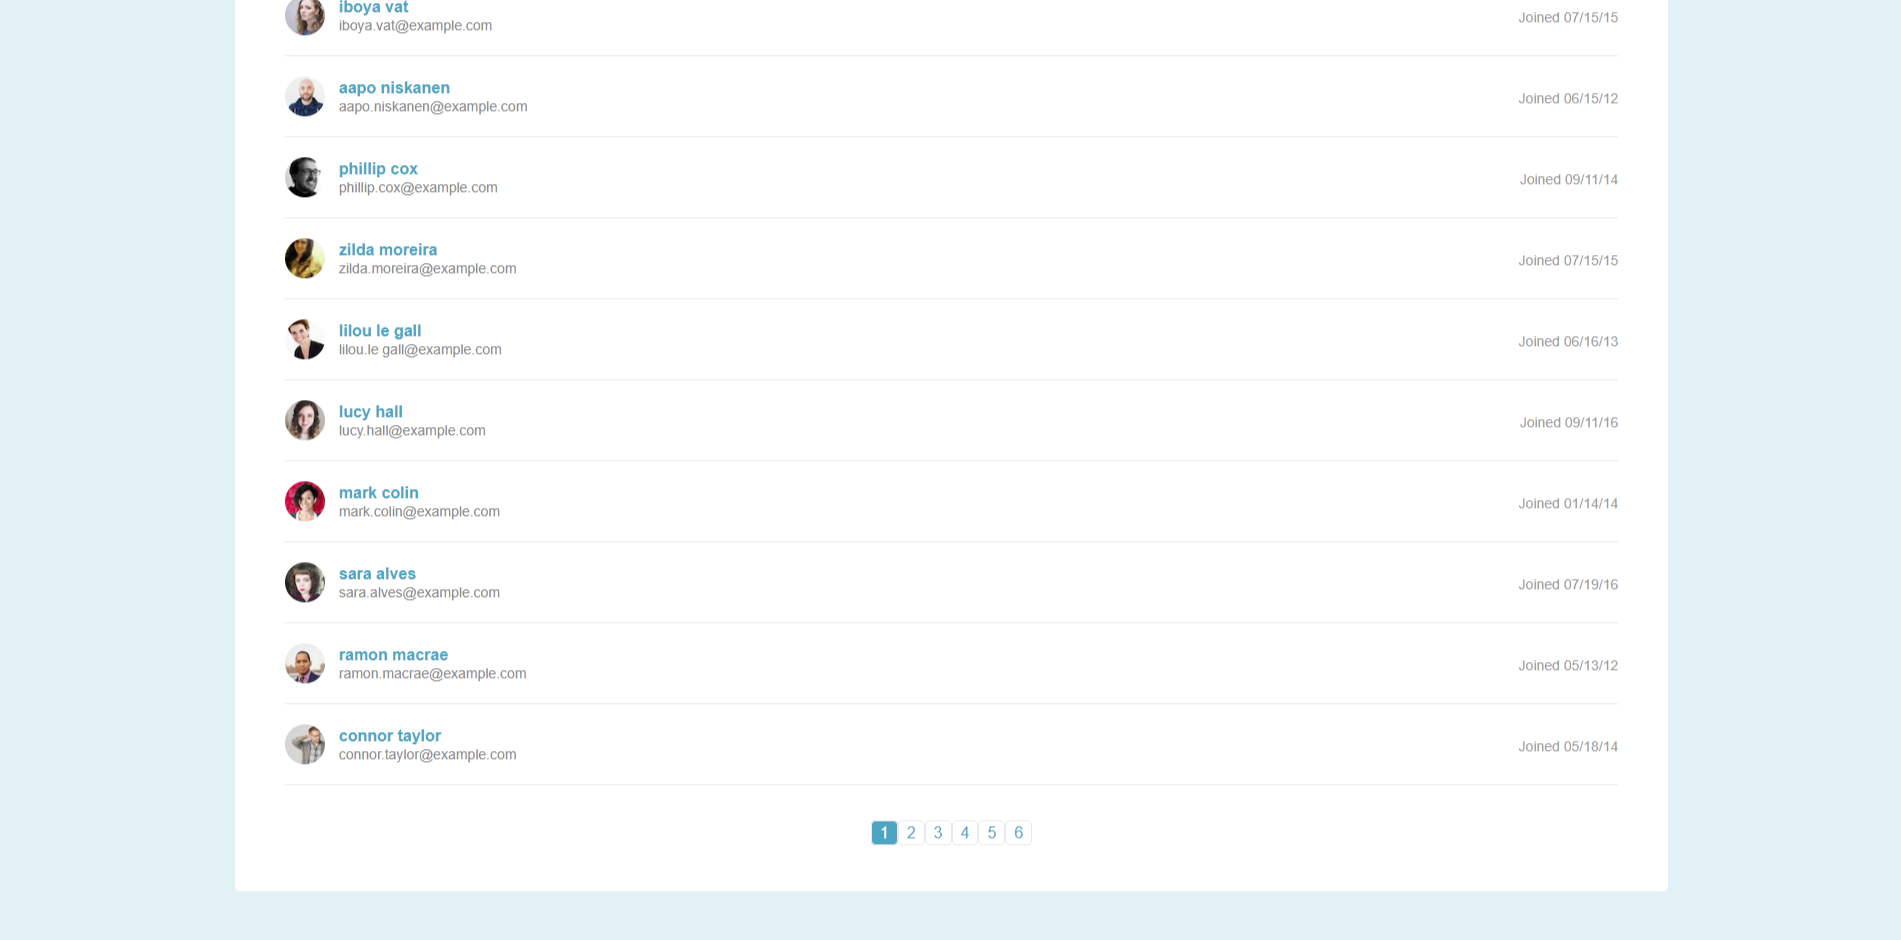 iboya vat
iboya.vat@example.com
Joined 07/15/15
aapo niskanen
aapo.niskanen@example.com
Joined 06/15/12
phillip cox
phillip.cox@example.com
Joined 09/11/14
zilda moreira
zilda.moreira@example.com
Joined 07/15/15
lilou le gall
lilou.le gall@example.com
Joined 06/16/13
lucy hall
lucy.hall@example.com
Joined 09/11/16
mark colin
mark.colin@example.com
Joined 01/14/14
sara alves
sara.alves@example.com
Joined 07/19/16
ramon macrae
ramon.macrae@example.com
Joined 05/13/12
connor taylor
connor.taylor@example.com
Joined 05/18/14
1 2 3 4 5 6